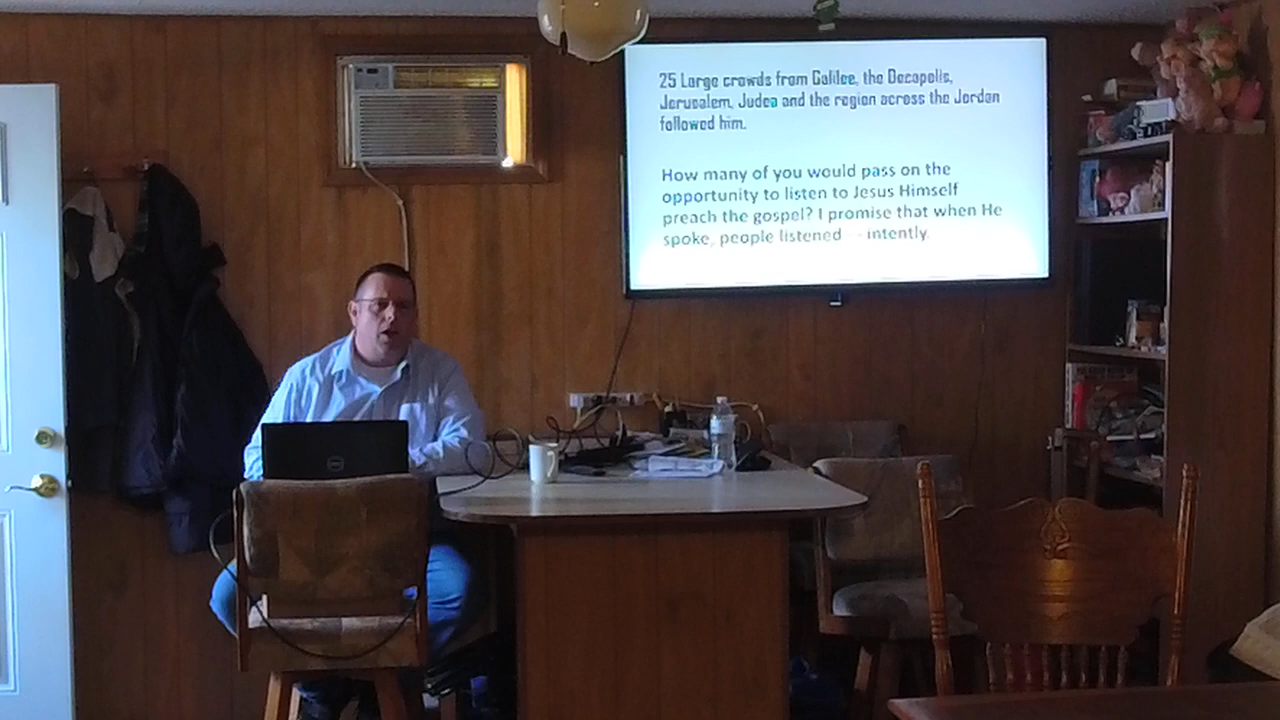 25 Large crowds from Galilee, the Decapolis,
Jerusalem, Judea and the region across the Jordan
followed him.
How many of you would pass on the
opportunity to listen to Jesus Himself
preach the gospel? I promise that when He
spoke, people listened -- intently.
DELL